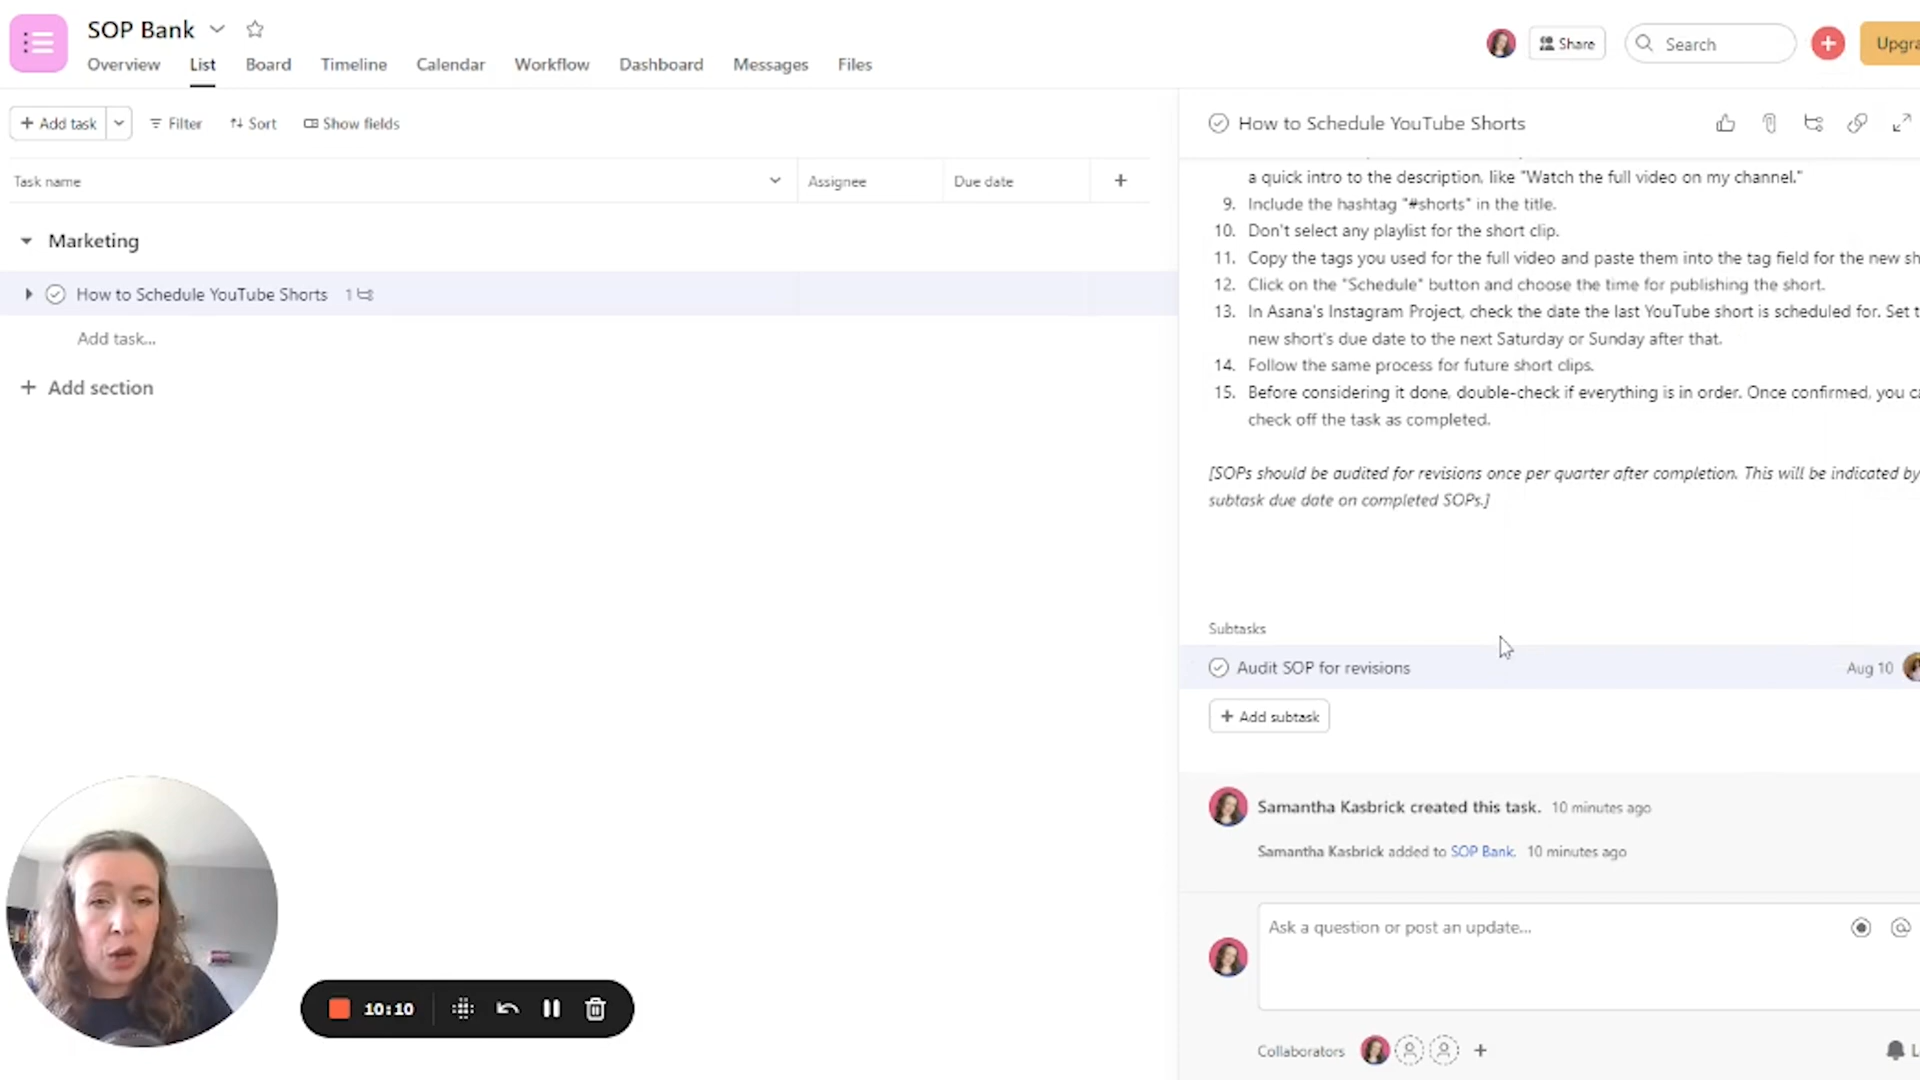 SOP Bank
Share
Search
Upgra
Overview
List
Board
Timeline
Calendar
Workflow
Dashboard
Messages
Files
+ Add task
Filter
Sort
Show fields
Task name
Assignee
Due date
Marketing
How to Schedule YouTube Shorts 1
Add task...
+ Add section
How to Schedule YouTube Shorts
a quick intro to the description, like "Watch the full video on my channel."
9. Include the hashtag "#shorts" in the title.
10. Don't select any playlist for the short clip.
11. Copy the tags you used for the full video and paste them into the tag field for the new sh
12. Click on the "Schedule" button and choose the time for publishing the short.
13. In Asana's Instagram Project, check the date the last YouTube short is scheduled for. Set t
new short's due date to the next Saturday or Sunday after that.
14. Follow the same process for future short clips.
15. Before considering it done, double-check if everything is in order. Once confirmed, you ca
check off the task as completed.
[SOPs should be audited for revisions once per quarter after completion. This will be indicated by
subtask due date on completed SOPs.]
Subtasks
Audit SOP for revisions
Aug 10
+ Add subtask
Samantha Kasbrick created this task. 10 minutes ago
Samantha Kasbrick added to SOP Bank. 10 minutes ago
Ask a question or post an update...
Collaborators
L
10:10